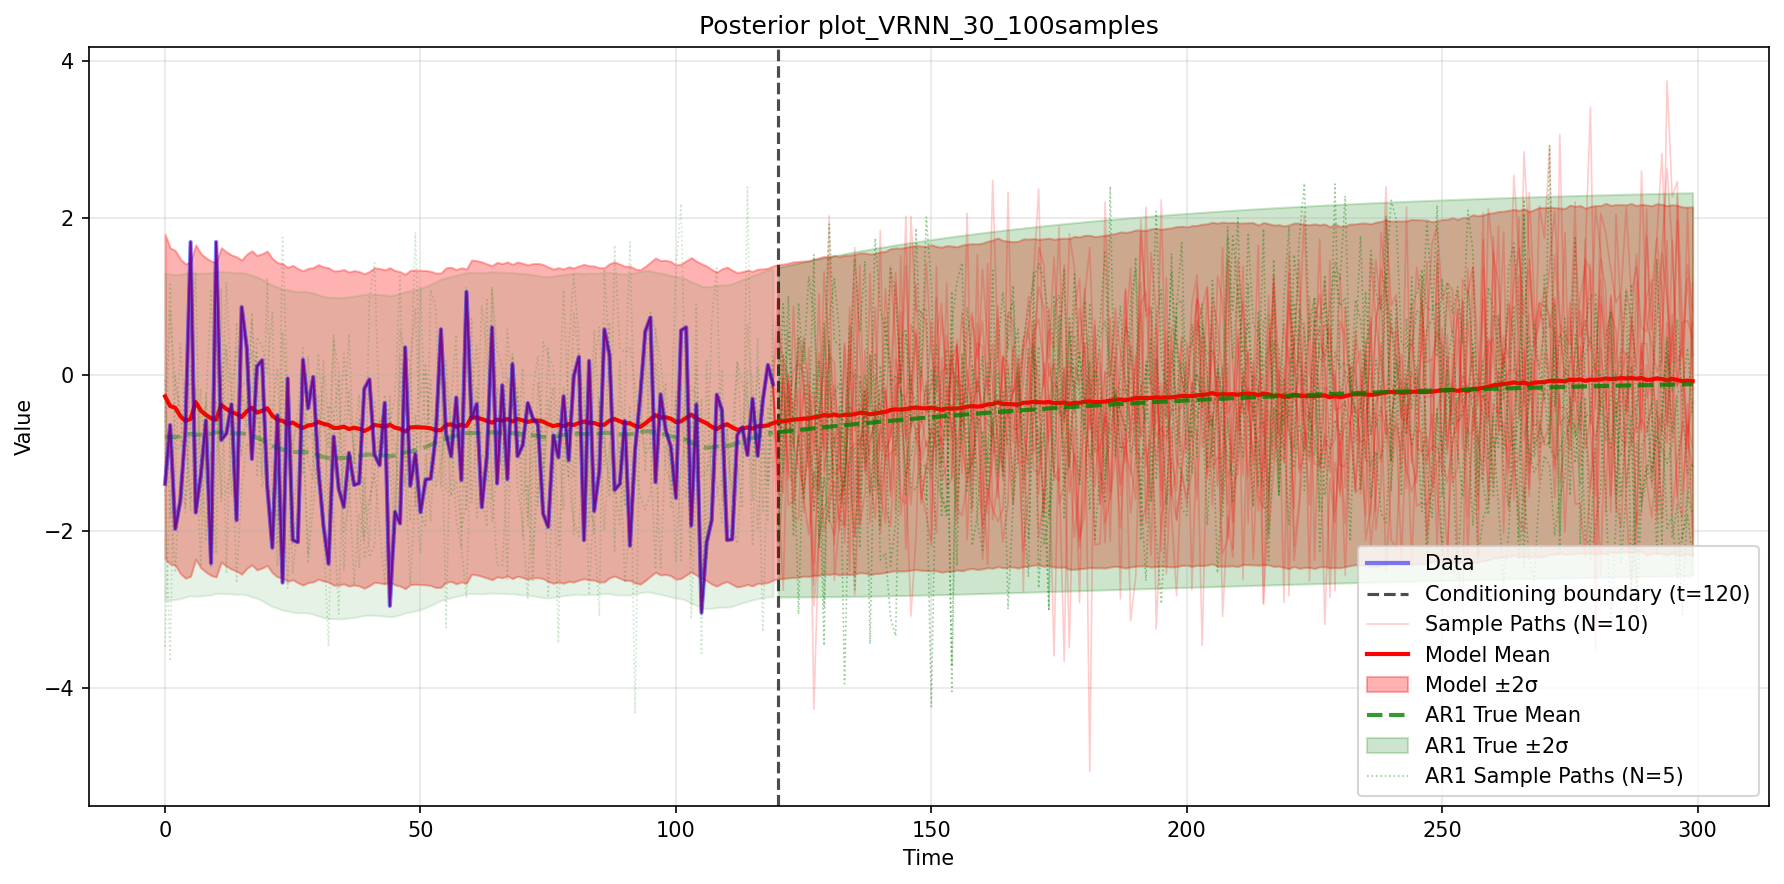 Posterior plot_VRNN_30_100samples
4
2
0
−2
−4
Value
0
50
100
150
200
250
300
Time
Data
Conditioning boundary (t=120)
Sample Paths (N=10)
Model Mean
Model ±2σ
AR1 True Mean
AR1 True ±2σ
AR1 Sample Paths (N=5)